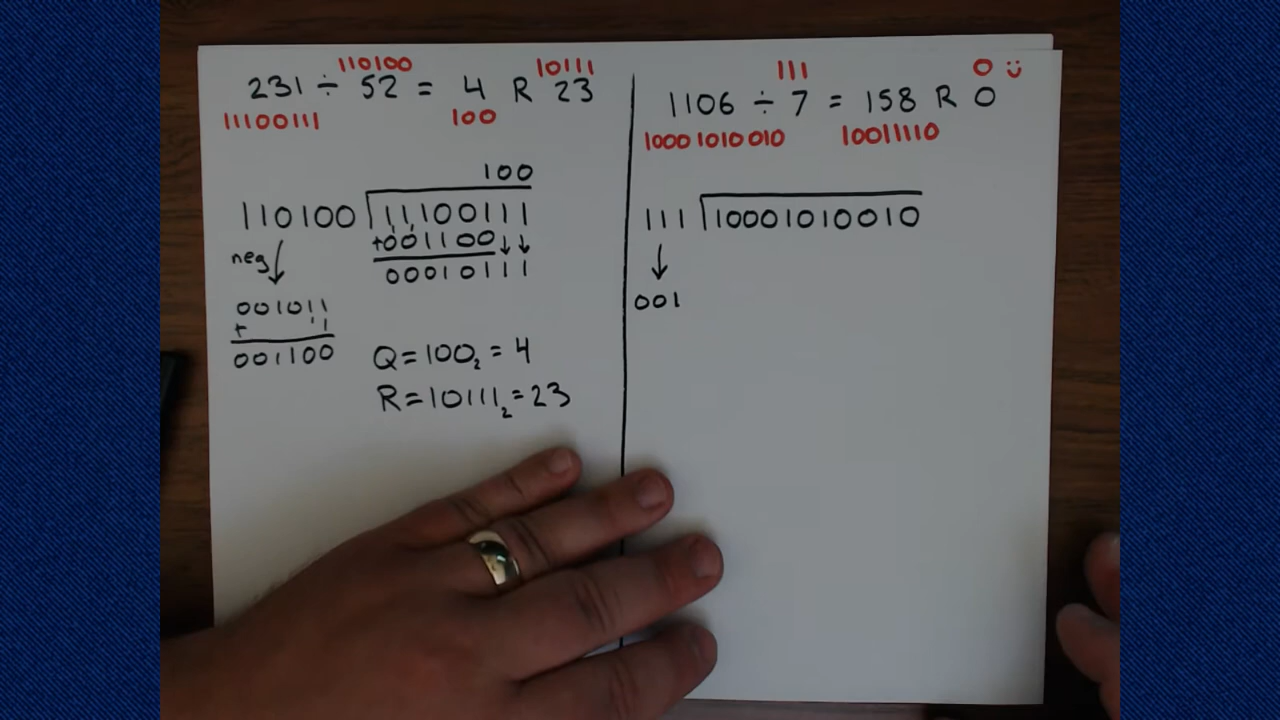 110100 10111
231 ÷ 52 = 4 R 23
11100111 100
100
110100 11100111
+001100↓↓
00010111
neg
001011
+ 1
001100
Q=100₂=4
R=10111₂=23
111 0 ü
1106 ÷ 7 = 158 R 0
10001010010 10011110
111 10001010010
↓
001